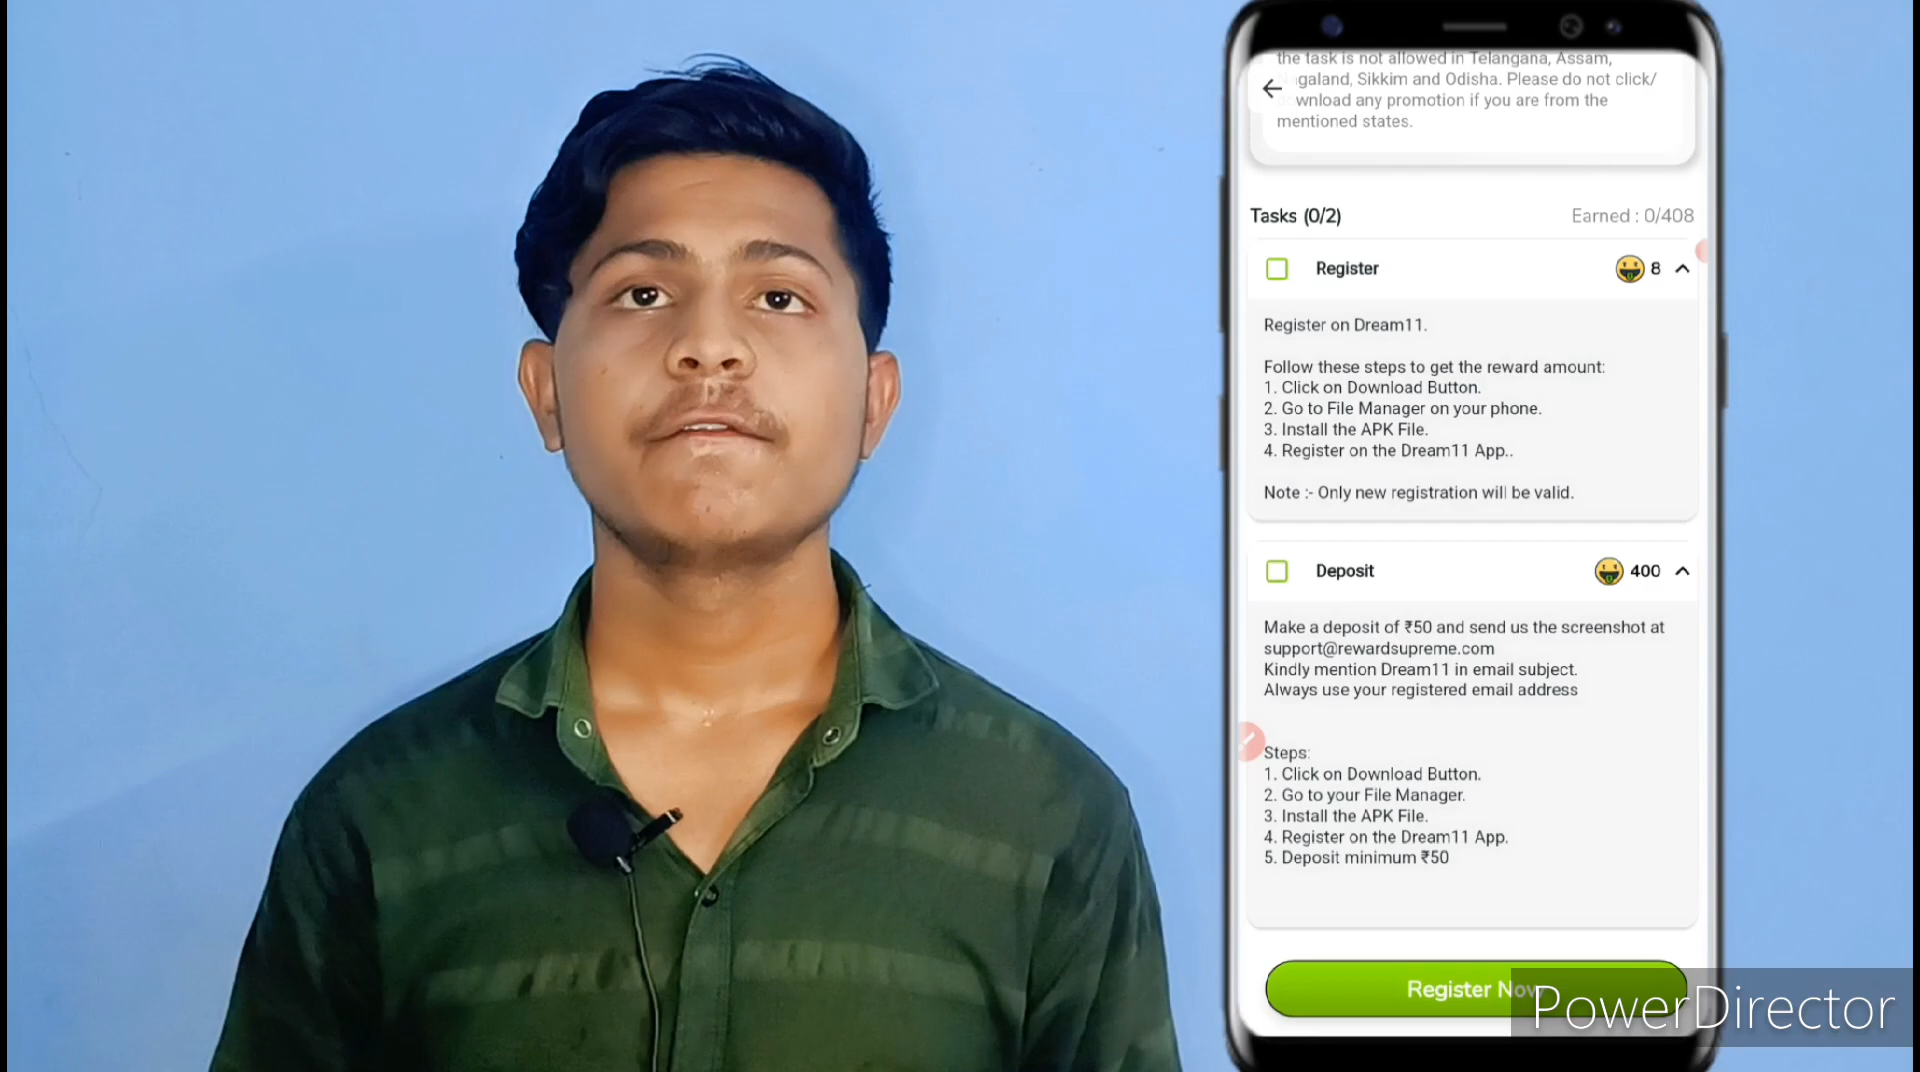 the task is not allowed in Telangana, Assam,
galand, Sikkim and Odisha. Please do not click/
wnload any promotion if you are from the
mentioned states.
Tasks (0/2)
Earned : 0/408
Register
8
Register on Dream11.
Follow these steps to get the reward amount:
1. Click on Download Button.
2. Go to File Manager on your phone.
3. Install the APK File.
4. Register on the Dream11 App..
Note :- Only new registration will be valid.
Deposit
400
Make a deposit of ₹50 and send us the screenshot at
support@rewardsupreme.com
Kindly mention Dream11 in email subject.
Always use your registered email address
Steps:
1. Click on Download Button.
2. Go to your File Manager.
3. Install the APK File.
4. Register on the Dream11 App.
5. Deposit minimum ₹50
Register Now
PowerDirector